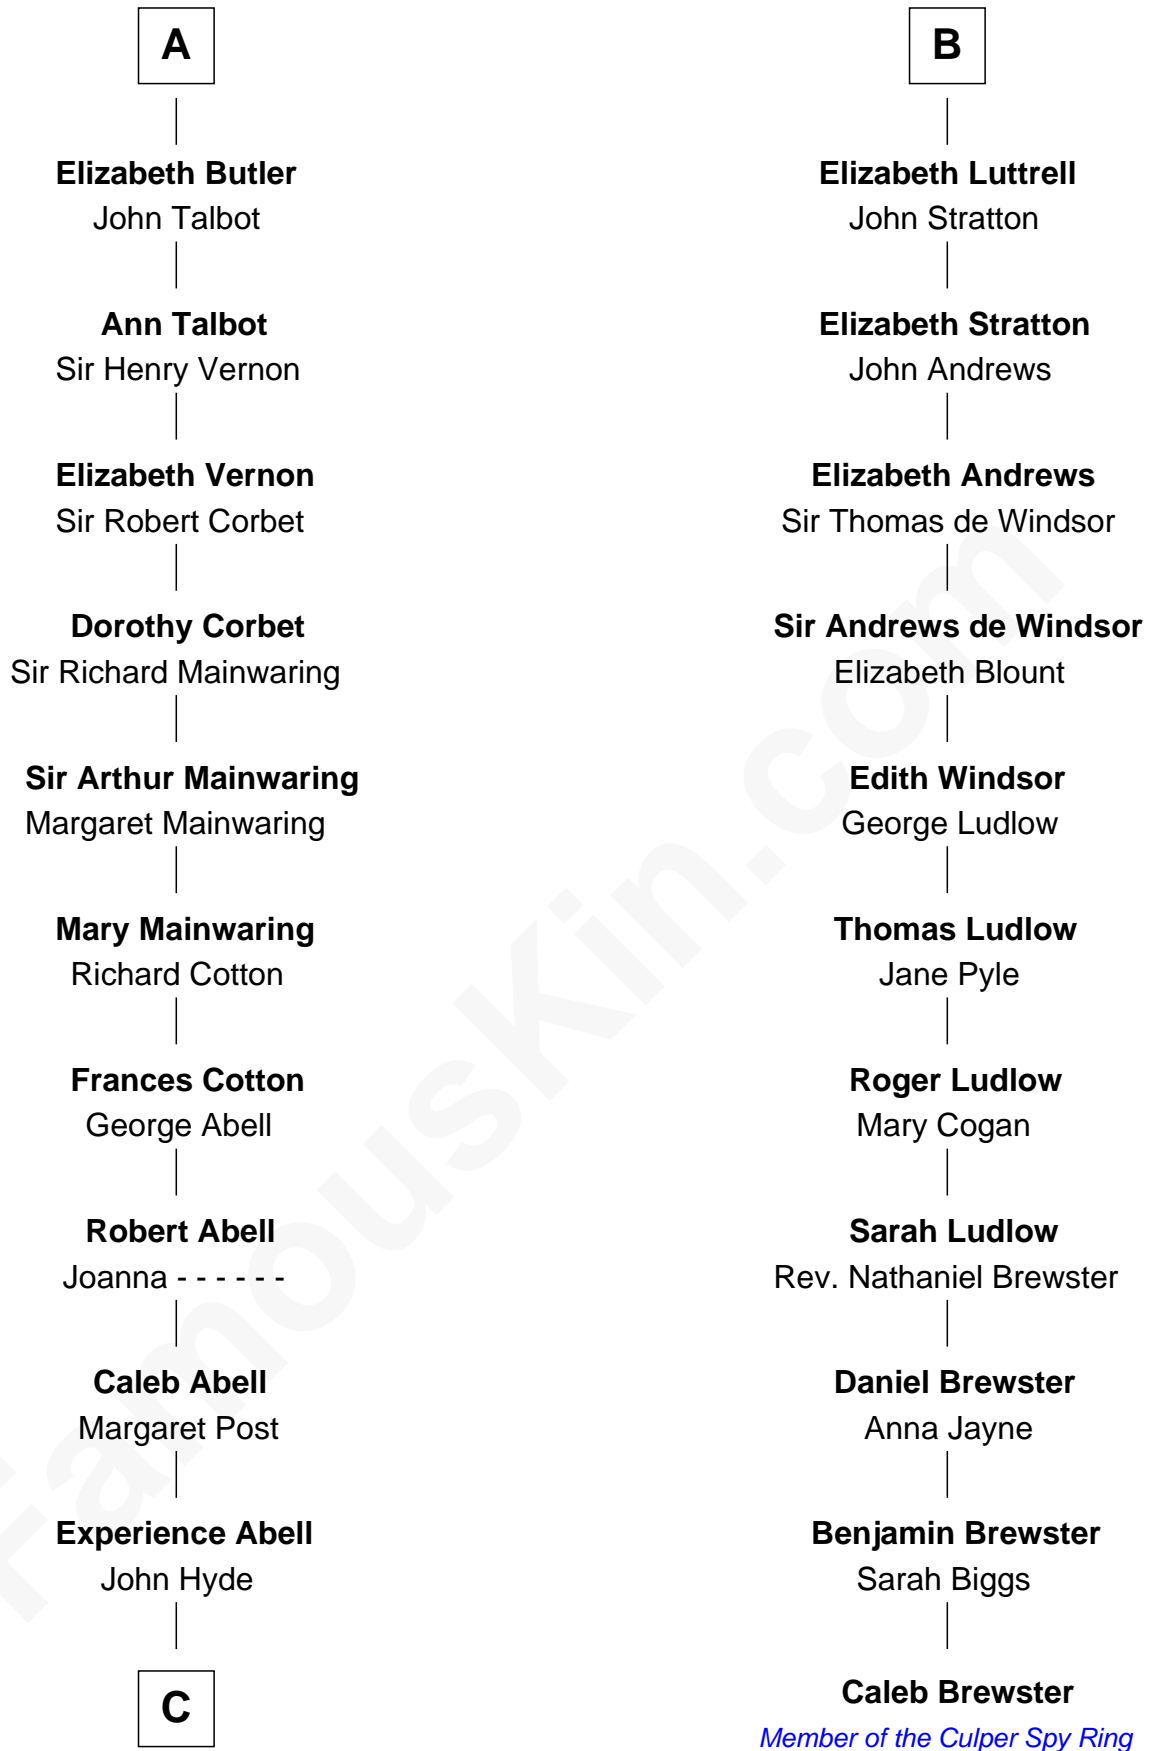 A
Elizabeth Butler
John Talbot
Ann Talbot
Sir Henry Vernon
Elizabeth Vernon
Sir Robert Corbet
Dorothy Corbet
Sir Richard Mainwaring
Sir Arthur Mainwaring
Margaret Mainwaring
Mary Mainwaring
Richard Cotton
Frances Cotton
George Abell
Robert Abell
Joanna - - - - - -
Caleb Abell
Margaret Post
Experience Abell
John Hyde
C
B
Elizabeth Luttrell
John Stratton
Elizabeth Stratton
John Andrews
Elizabeth Andrews
Sir Thomas de Windsor
Sir Andrews de Windsor
Elizabeth Blount
Edith Windsor
George Ludlow
Thomas Ludlow
Jane Pyle
Roger Ludlow
Mary Cogan
Sarah Ludlow
Rev. Nathaniel Brewster
Daniel Brewster
Anna Jayne
Benjamin Brewster
Sarah Biggs
Caleb Brewster
Member of the Culper Spy Ring
FamousKin.com